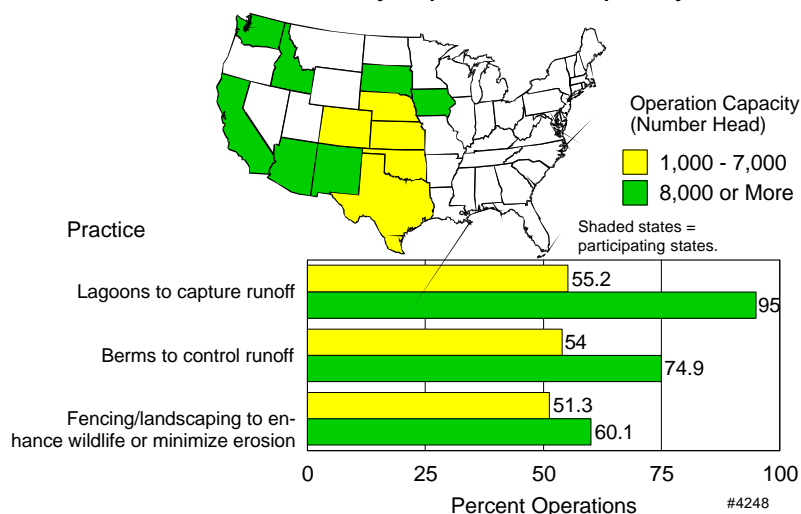 Operation Capacity
(Number Head)
1,000 - 7,000
8,000 or More
Shaded states =
participating states.
Practice
Lagoons to capture runoff
55.2
95
Berms to control runoff
54
74.9
Fencing/landscaping to en-
hance wildlife or minimize erosion
51.3
60.1
0 25 50 75 100
Percent Operations
#4248